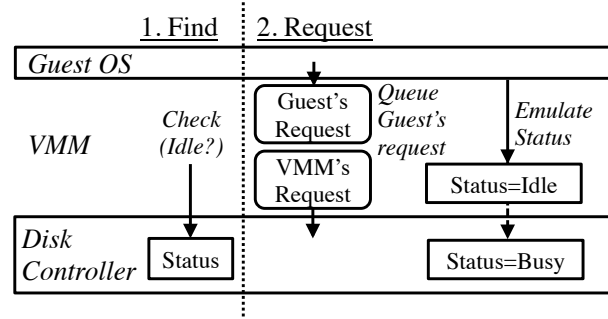 1. Find
2. Request
Guest OS
VMM
Check
(Idle?)
Guest's
Request
Queue
Guest's
request
VMM's
Request
Emulate
Status
Status=Idle
Disk
Controller
Status
Status=Busy